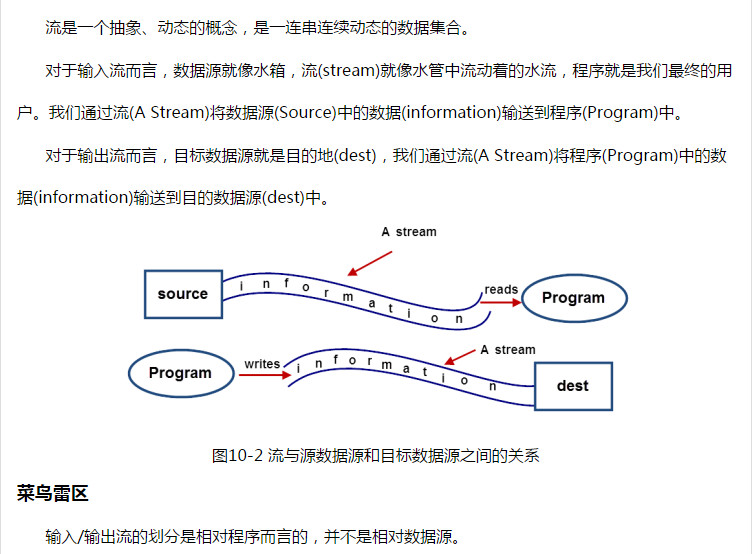 流是一个抽象、动态的概念，是一连串连续动态的数据集合。
对于输入流而言，数据源就像水箱，流(stream)就像水管中流动着的水流，程序就是我们最终的用
户。我们通过流(A Stream)将数据源(Source)中的数据(information)输送到程序(Program)中。
对于输出流而言，目标数据源就是目的地(dest)，我们通过流(A Stream)将程序(Program)中的数
据(information)输送到目的数据源(dest)中。
A stream
source
information
reads
Program
Program
writes
information
A stream
dest
图10-2 流与源数据源和目标数据源之间的关系
菜鸟雷区
输入/输出流的划分是相对程序而言的，并不是相对数据源。